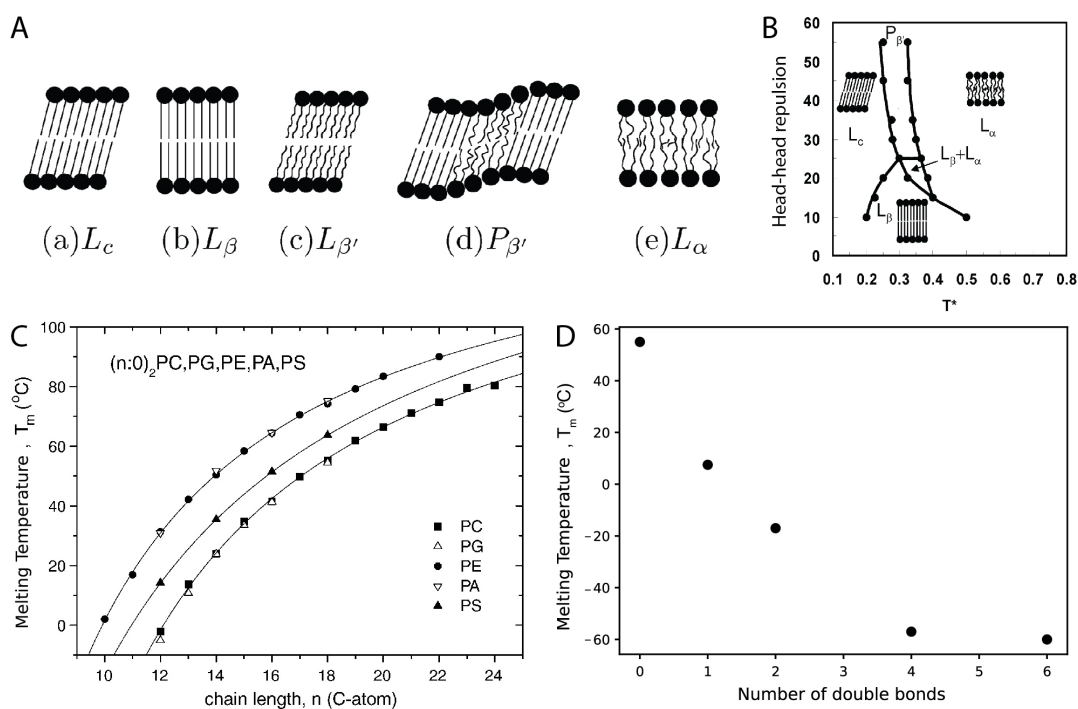 A
(a)L_c (b)L_β (c)L_β′ (d)P_β′ (e)L_α
B
Head-head repulsion
60
50
40
30
20
10
0
P_β′
L_c
L_α
L_β+L_α
L_β
0.1 0.2 0.3 0.4 0.5 0.6 0.7 0.8
T*
C
(n:0)₂PC,PG,PE,PA,PS
Melting Temperature , T_m (°C)
100
80
60
40
20
0
PC
PG
PE
PA
PS
10 12 14 16 18 20 22 24
chain length, n (C-atom)
D
Melting Temperature , T_m (°C)
60
40
20
0
−20
−40
−60
0 1 2 3 4 5 6
Number of double bonds